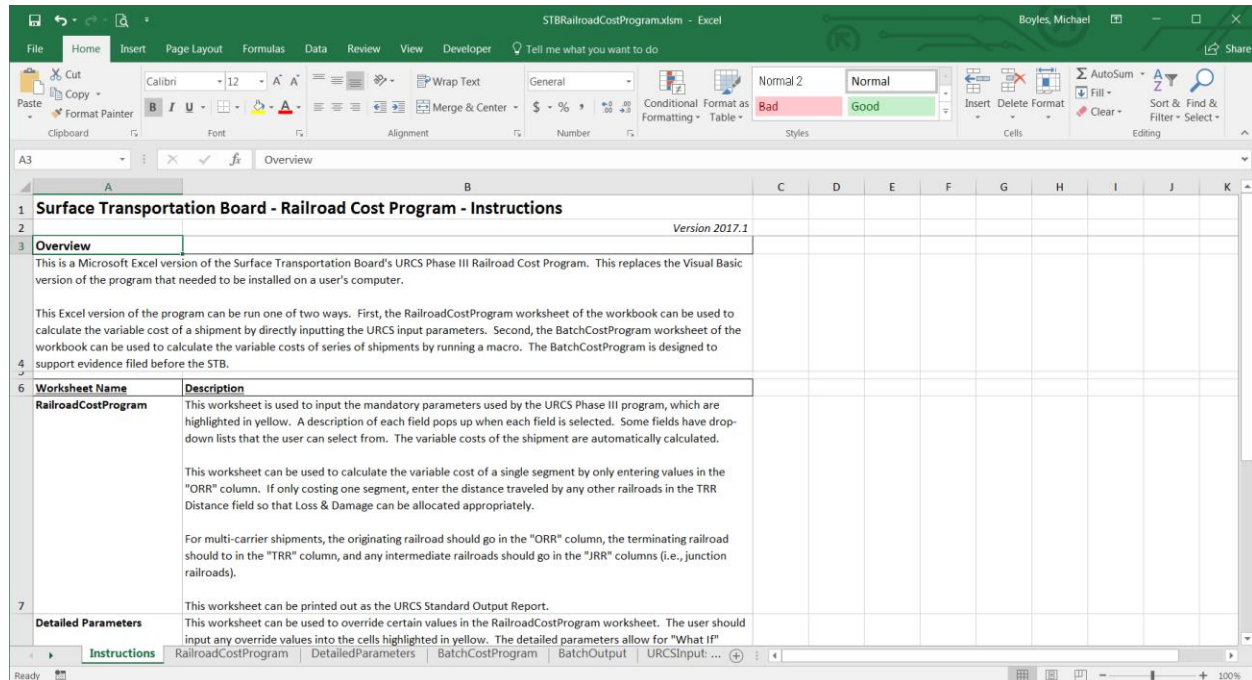 STBRailroadCostProgram.xlsm - Excel
Boyles, Michael
File Home Insert Page Layout Formulas Data Review View Developer Tell me what you want to do
Share
Cut
Copy
Format Painter
Paste
Clipboard
Calibri 12
B I U
Font
Wrap Text
Merge & Center
Alignment
General
$ % ,
Number
Conditional Formatting
Format as Table
Normal 2 Normal
Bad Good
Styles
Insert Delete Format
Cells
AutoSum
Fill
Clear
Sort & Filter
Find & Select
Editing
A3 fx Overview
A B C D E F G H I J K
1 Surface Transportation Board - Railroad Cost Program - Instructions
2 Version 2017.1
3 Overview
This is a Microsoft Excel version of the Surface Transportation Board's URCS Phase III Railroad Cost Program. This replaces the Visual Basic
version of the program that needed to be installed on a user's computer.
This Excel version of the program can be run one of two ways. First, the RailroadCostProgram worksheet of the workbook can be used to
calculate the variable cost of a shipment by directly inputting the URCS input parameters. Second, the BatchCostProgram worksheet of the
workbook can be used to calculate the variable costs of series of shipments by running a macro. The BatchCostProgram is designed to
4 support evidence filed before the STB.
6 Worksheet Name Description
RailroadCostProgram This worksheet is used to input the mandatory parameters used by the URCS Phase III program, which are
highlighted in yellow. A description of each field pops up when each field is selected. Some fields have drop-
down lists that the user can select from. The variable costs of the shipment are automatically calculated.
This worksheet can be used to calculate the variable cost of a single segment by only entering values in the
"ORR" column. If only costing one segment, enter the distance traveled by any other railroads in the TRR
Distance field so that Loss & Damage can be allocated appropriately.
For multi-carrier shipments, the originating railroad should go in the "ORR" column, the terminating railroad
should to in the "TRR" column, and any intermediate railroads should go in the "JRR" columns (i.e., junction
railroads).
7 This worksheet can be printed out as the URCS Standard Output Report.
Detailed Parameters This worksheet can be used to override certain values in the RailroadCostProgram worksheet. The user should
input any override values into the cells highlighted in yellow. The detailed parameters allow for "What If"
Instructions RailroadCostProgram DetailedParameters BatchCostProgram BatchOutput URCSInput: ...
Ready 100%